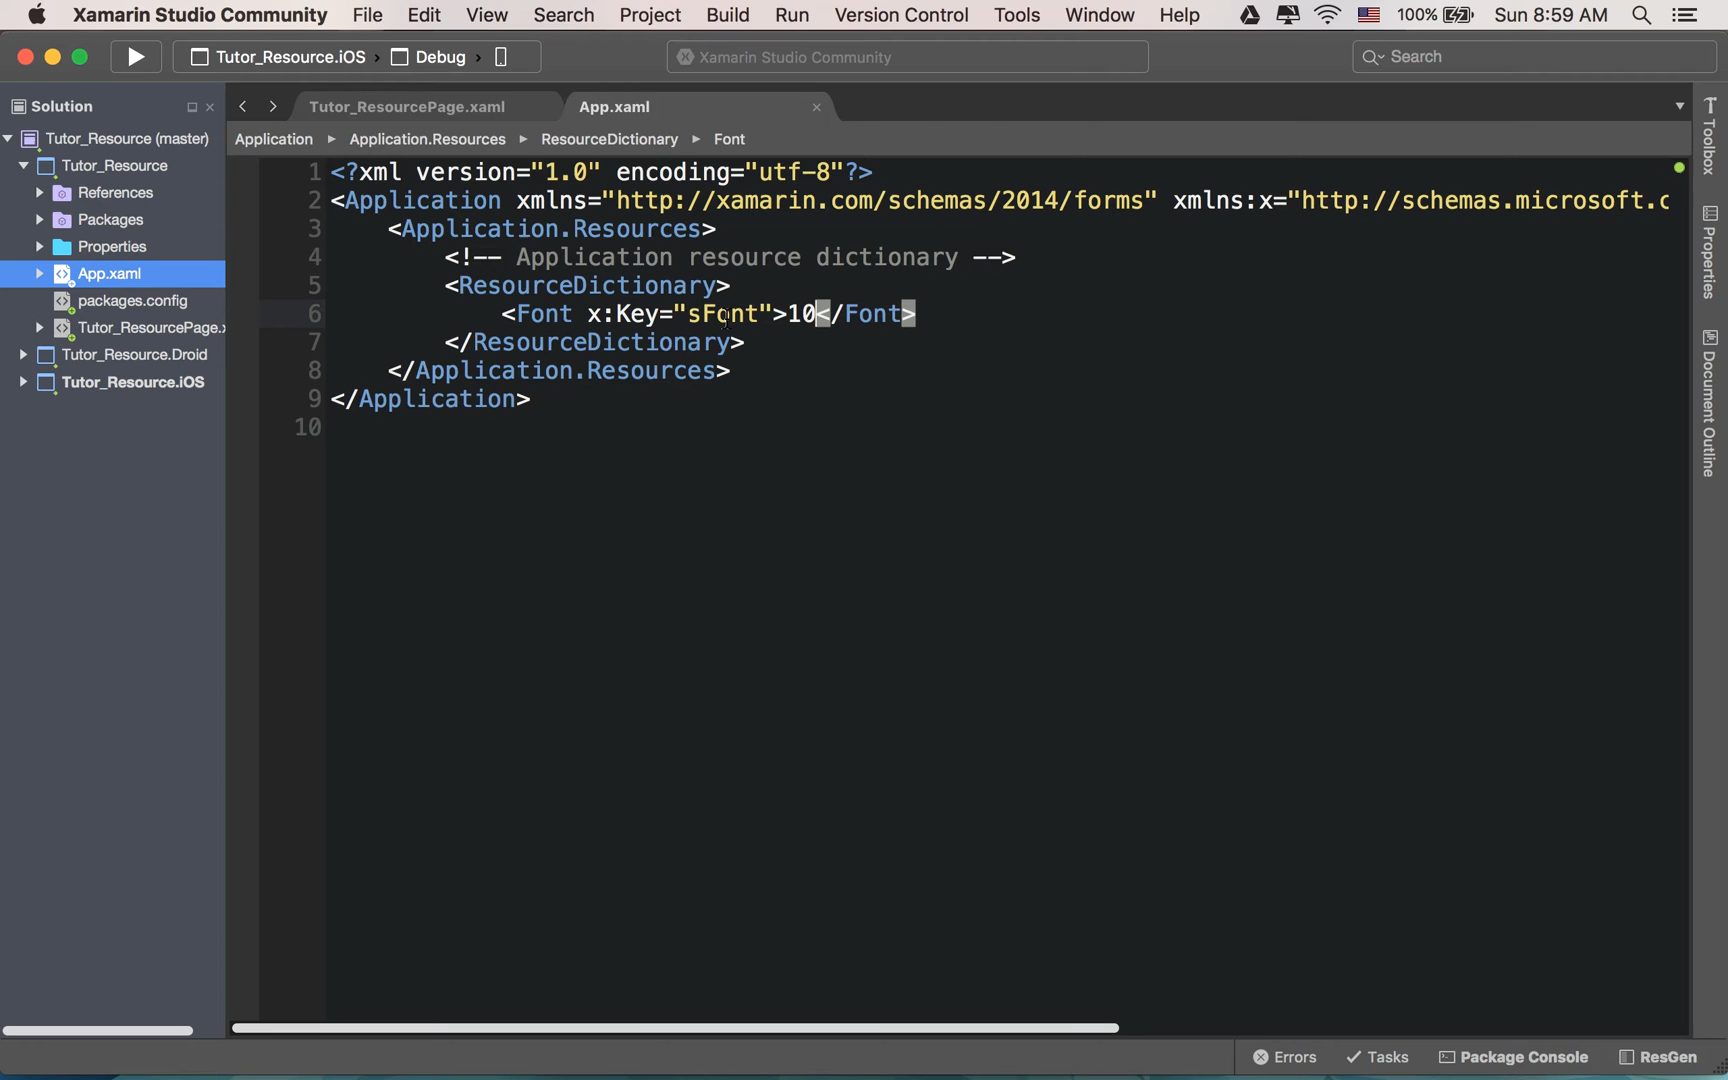 Xamarin Studio Community File Edit View Search Project Build Run Version Control Tools Window Help 100% Sun 8:59 AM
Tutor_Resource.iOS › Debug › Xamarin Studio Community Search
Solution Tutor_ResourcePage.xaml App.xaml
Tutor_Resource (master) Application Application.Resources ResourceDictionary Font
Tutor_Resource
References
Packages
Properties
App.xaml
packages.config
Tutor_ResourcePage.x
Tutor_Resource.Droid
Tutor_Resource.iOS
1 <?xml version="1.0" encoding="utf-8"?>
2 <Application xmlns="http://xamarin.com/schemas/2014/forms" xmlns:x="http://schemas.microsoft.c
3 <Application.Resources>
4 <!-- Application resource dictionary -->
5 <ResourceDictionary>
6 <Font x:Key="sFont">10</Font>
7 </ResourceDictionary>
8 </Application.Resources>
9 </Application>
10
Toolbox
Properties
Document Outline
Errors Tasks Package Console ResGen